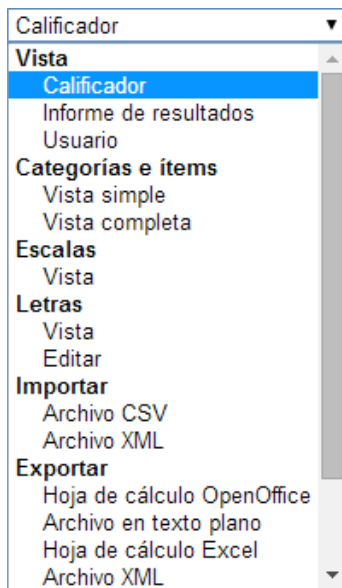 Calificador
Vista
Calificador
Informe de resultados
Usuario
Categorías e ítems
Vista simple
Vista completa
Escalas
Vista
Letras
Vista
Editar
Importar
Archivo CSV
Archivo XML
Exportar
Hoja de cálculo OpenOffice
Archivo en texto plano
Hoja de cálculo Excel
Archivo XML